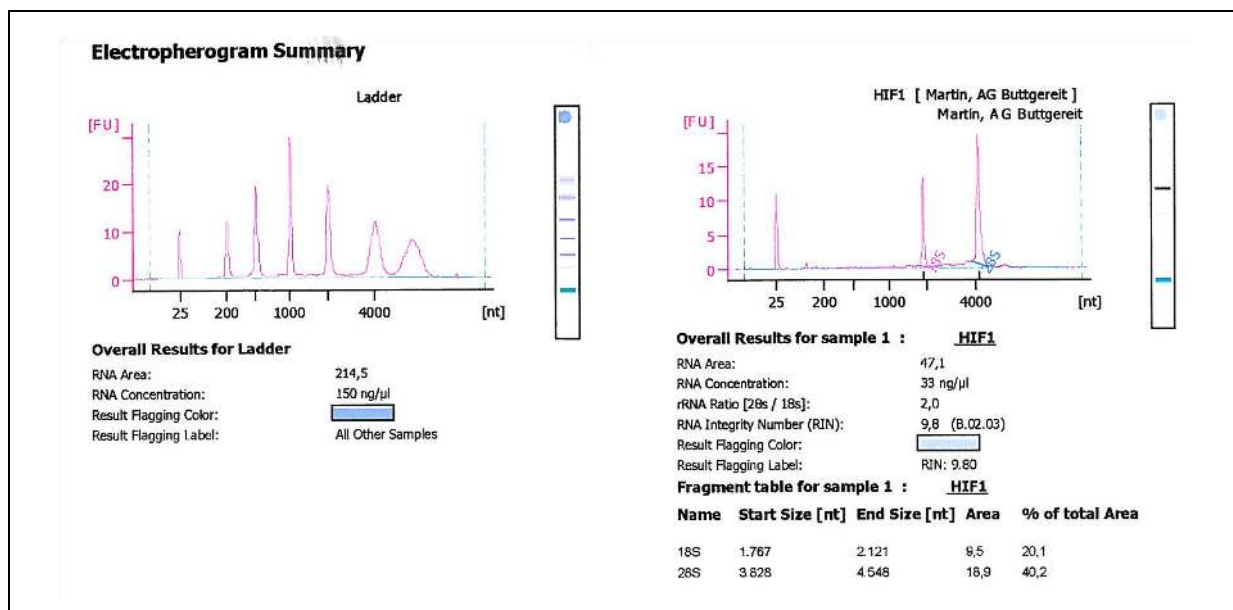 Electropherogram Summary
Ladder
[FU]
20
10
0
25 200 1000 4000 [nt]
Overall Results for Ladder
RNA Area: 214,5
RNA Concentration: 150 ng/µl
Result Flagging Color:
Result Flagging Label: All Other Samples
HIF1 [ Martin, AG Buttgereit ]
Martin, AG Buttgereit
[FU]
15
10
5
0
18S
28S
25 200 1000 4000 [nt]
Overall Results for sample 1 : HIF1
RNA Area: 47,1
RNA Concentration: 33 ng/µl
rRNA Ratio [28s / 18s]: 2,0
RNA Integrity Number (RIN): 9,8 (B.02.03)
Result Flagging Color:
Result Flagging Label: RIN: 9.80
Fragment table for sample 1 : HIF1
Name Start Size [nt] End Size [nt] Area % of total Area
18S 1.767 2.121 9,5 20,1
28S 3.828 4.548 18,9 40,2